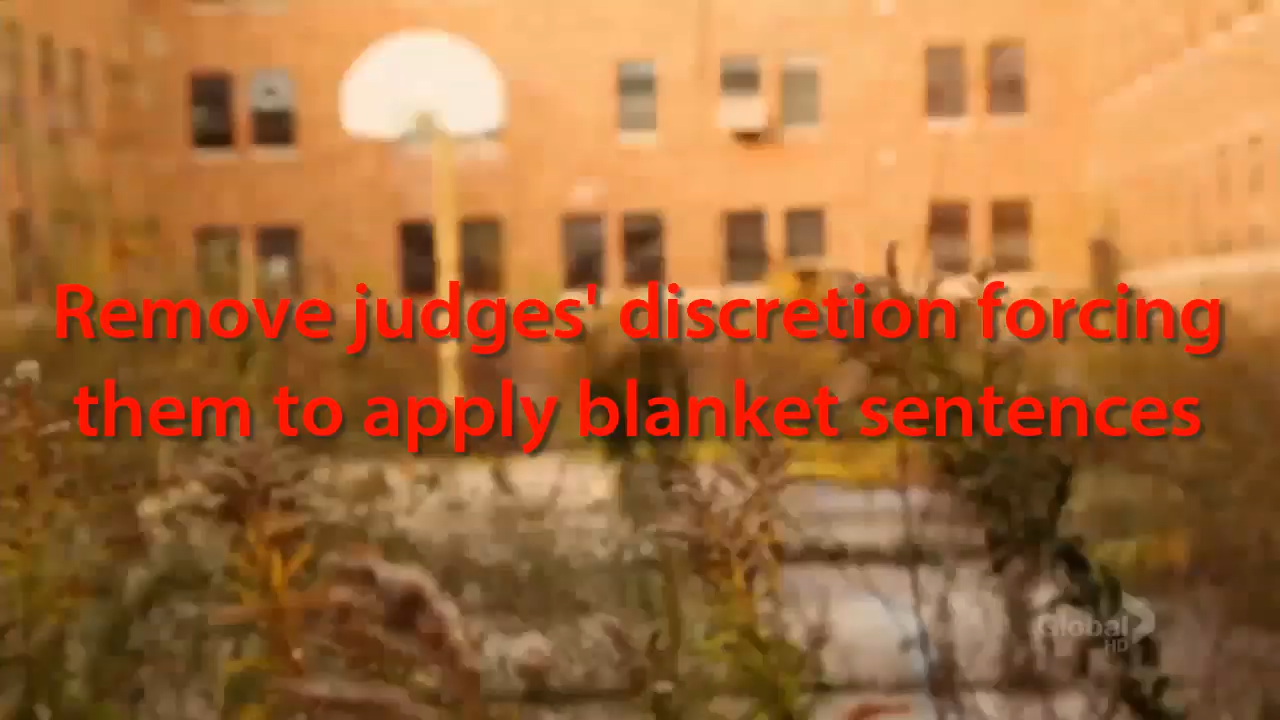 Remove judges' discretion forcing
them to apply blanket sentences
Global
HD